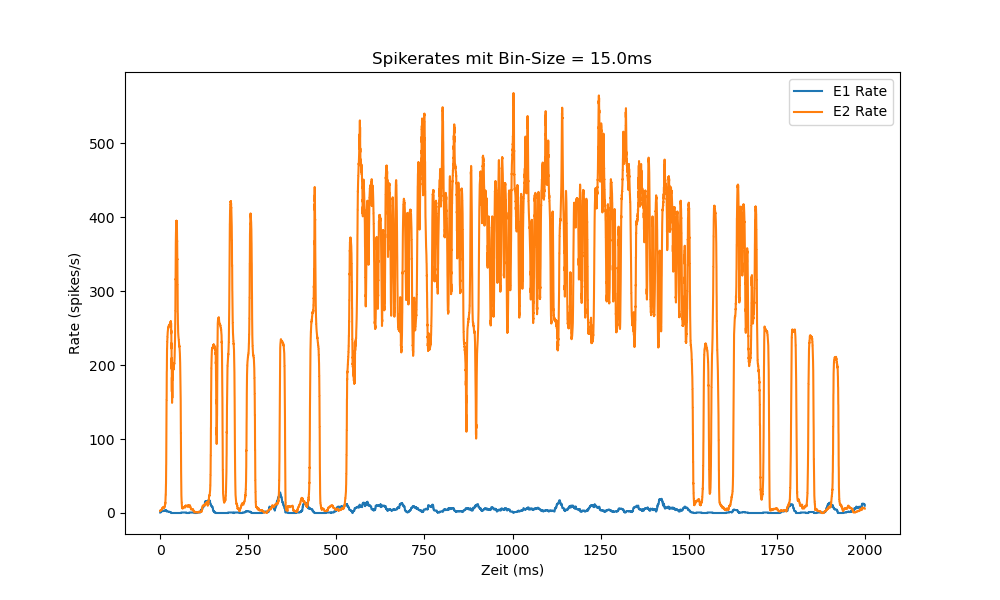 Spikerates mit Bin-Size = 15.0ms
E1 Rate
E2 Rate
Rate (spikes/s)
500
400
300
200
100
0
0 250 500 750 1000 1250 1500 1750 2000
Zeit (ms)